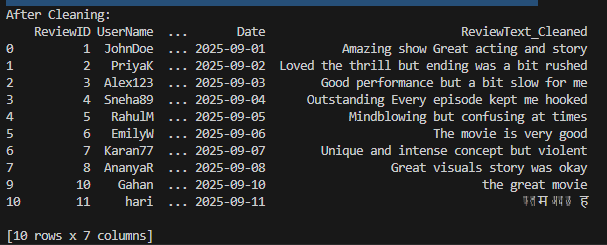 After Cleaning:
ReviewID UserName ... Date ReviewText_Cleaned
0 1 JohnDoe ... 2025-09-01 Amazing show Great acting and story
1 2 PriyaK ... 2025-09-02 Loved the thrill but ending was a bit rushed
2 3 Alex123 ... 2025-09-03 Good performance but a bit slow for me
3 4 Sneha89 ... 2025-09-04 Outstanding Every episode kept me hooked
4 5 RahulM ... 2025-09-05 Mindblowing but confusing at times
5 6 EmilyW ... 2025-09-06 The movie is very good
6 7 Karan77 ... 2025-09-07 Unique and intense concept but violent
7 8 AnanyaR ... 2025-09-08 Great visuals story was okay
9 10 Gahan ... 2025-09-10 the great movie
10 11 hari ... 2025-09-11
[10 rows x 7 columns]